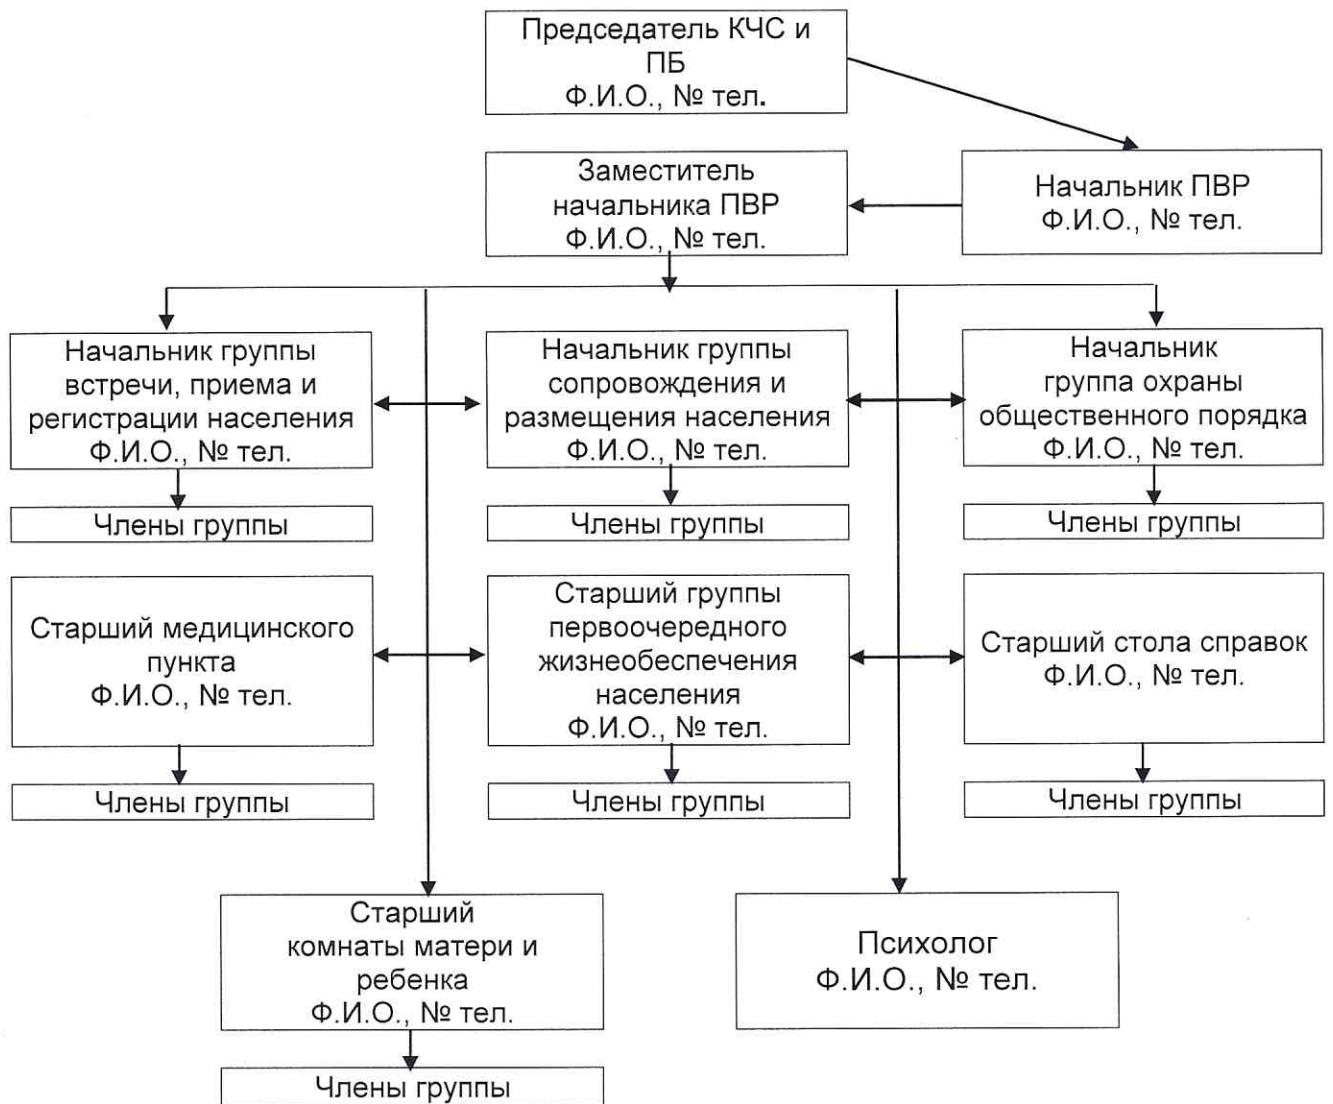 Председатель КЧС и
ПБ
Ф.И.О., № тел.
Заместитель
начальника ПВР
Ф.И.О., № тел.
Начальник ПВР
Ф.И.О., № тел.
Начальник группы
встречи, приема и
регистрации населения
Ф.И.О., № тел.
Начальник группы
сопровождения и
размещения населения
Ф.И.О., № тел.
Начальник
группа охраны
общественного порядка
Ф.И.О., № тел.
Члены группы
Члены группы
Члены группы
Старший медицинского
пункта
Ф.И.О., № тел.
Старший группы
первоочередного
жизнеобеспечения
населения
Ф.И.О., № тел.
Старший стола справок
Ф.И.О., № тел.
Члены группы
Члены группы
Члены группы
Старший
комнаты матери и
ребенка
Ф.И.О., № тел.
Психолог
Ф.И.О., № тел.
Члены группы